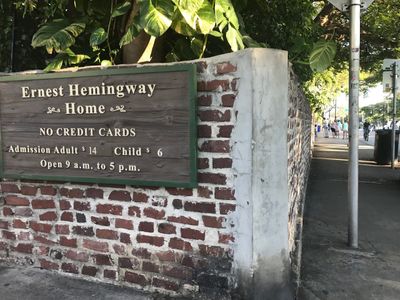 Ernest Hemingway
Home
NO CREDIT CARDS
Admission Adult $ 14 Child $ 6
Open 9 a.m. to 5 p.m.